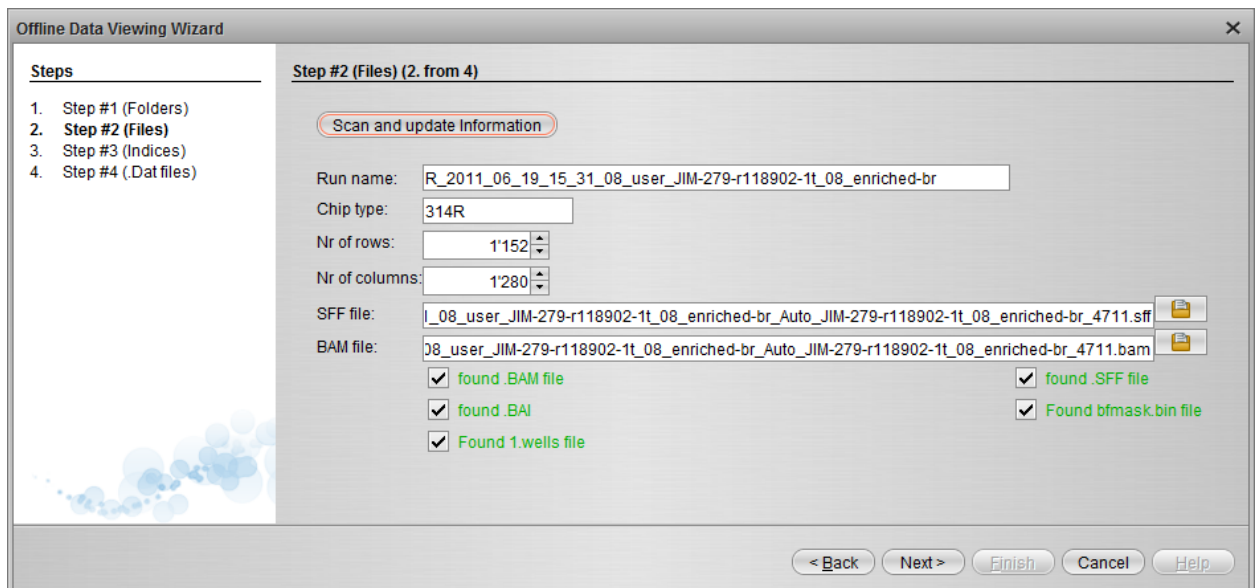 Offline Data Viewing Wizard
Steps
1. Step #1 (Folders)
2. Step #2 (Files)
3. Step #3 (Indices)
4. Step #4 (.Dat files)
Step #2 (Files) (2. from 4)
Scan and update Information
Run name: R_2011_06_19_15_31_08_user_JIM-279-r118902-1t_08_enriched-br
Chip type: 314R
Nr of rows: 1'152
Nr of columns: 1'280
SFF file: l_08_user_JIM-279-r118902-1t_08_enriched-br_Auto_JIM-279-r118902-1t_08_enriched-br_4711.sff
BAM file: 08_user_JIM-279-r118902-1t_08_enriched-br_Auto_JIM-279-r118902-1t_08_enriched-br_4711.bam
found .BAM file found .SFF file
found .BAI Found bfmask.bin file
Found 1.wells file
< Back Next > Finish Cancel Help